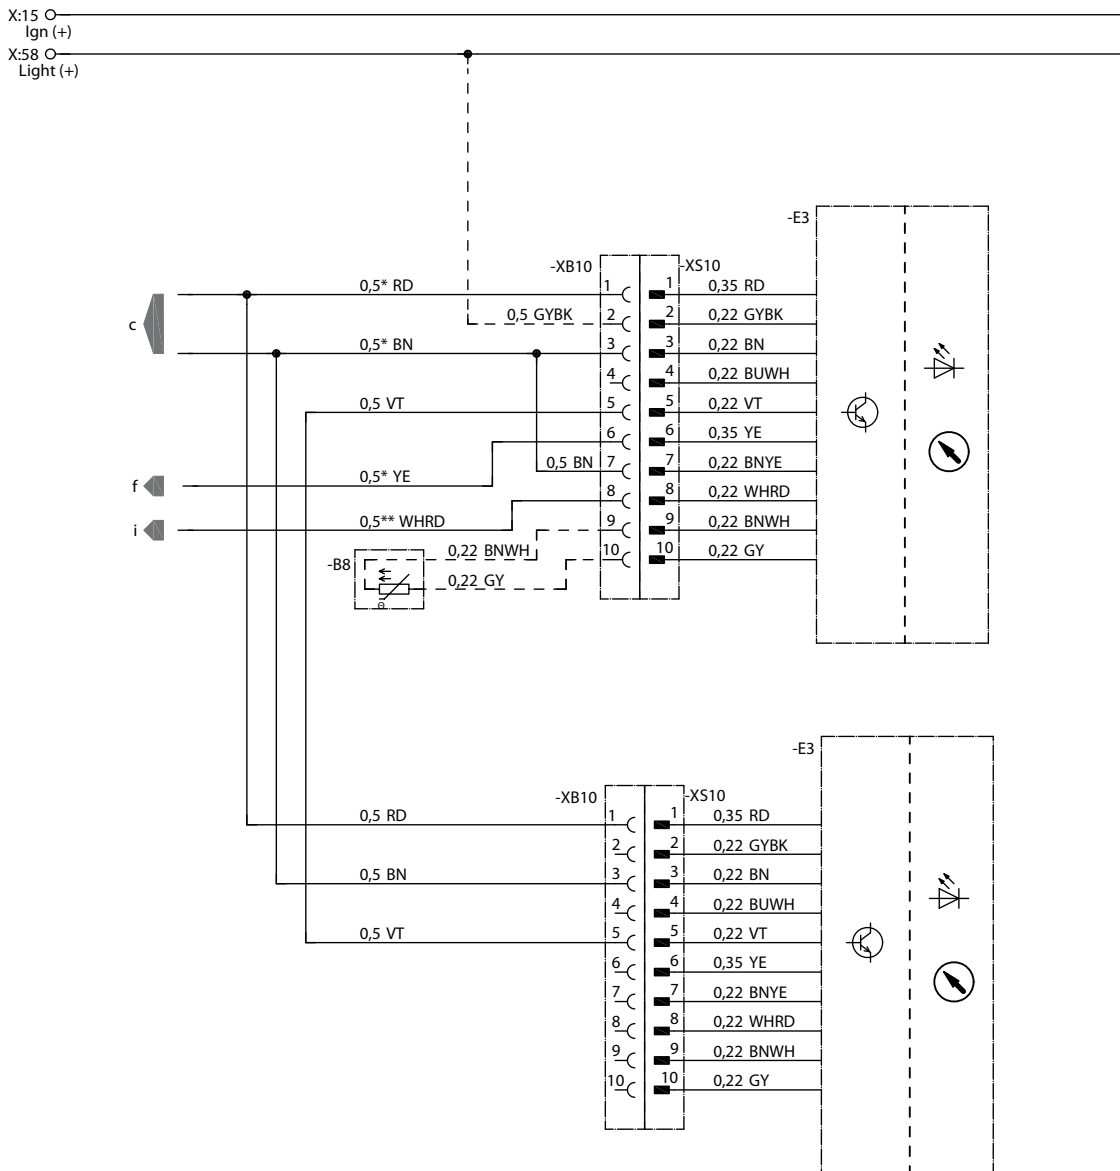 X:15
Ign (+)
X:58
Light (+)
-E3
-XB10
-XS10
c
0,5* RD
1
1
0,35 RD
0,5 GYBK
2
2
0,22 GYBK
0,5* BN
3
3
0,22 BN
4
4
0,22 BUWH
0,5 VT
5
5
0,22 VT
6
6
0,35 YE
f
0,5* YE
0,5 BN
7
7
0,22 BNYE
8
8
0,22 WHRD
i
0,5** WHRD
9
9
0,22 BNWH
-B8
0,22 BNWH
10
10
0,22 GY
0,22 GY
-E3
-XB10
-XS10
0,5 RD
1
1
0,35 RD
2
2
0,22 GYBK
0,5 BN
3
3
0,22 BN
4
4
0,22 BUWH
0,5 VT
5
5
0,22 VT
6
6
0,35 YE
7
7
0,22 BNYE
8
8
0,22 WHRD
9
9
0,22 BNWH
10
10
0,22 GY